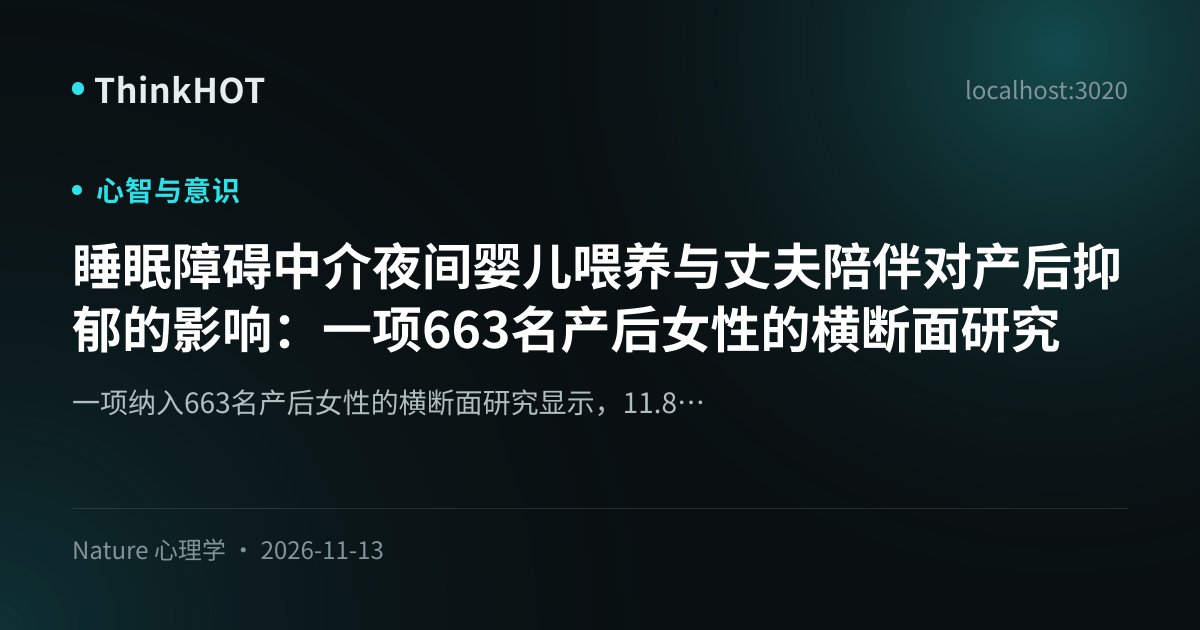 ThinkHOT
localhost:3020
心智与意识
睡眠障碍中介夜间婴儿喂养与丈夫陪伴对产后抑
郁的影响：一项663名产后女性的横断面研究
一项纳入663名产后女性的横断面研究显示，11.8…
Nature 心理学 · 2026-11-13